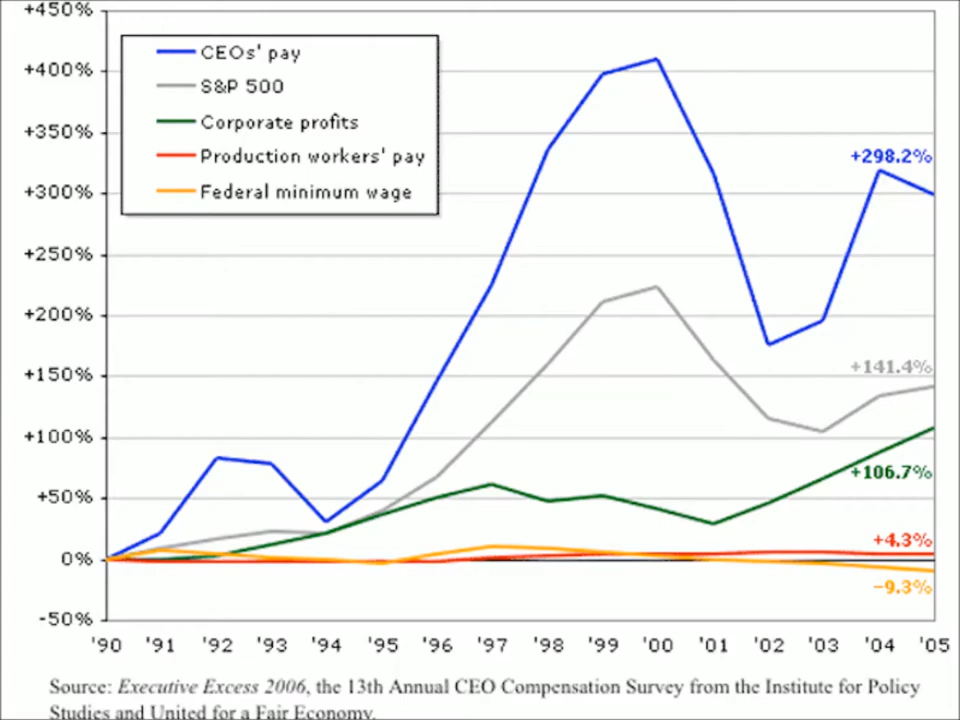 +450%
+400%
+350%
+300%
+250%
+200%
+150%
+100%
+50%
0%
-50%
CEOs' pay
S&P 500
Corporate profits
Production workers' pay
Federal minimum wage
+298.2%
+141.4%
+106.7%
+4.3%
−9.3%
'90 '91 '92 '93 '94 '95 '96 '97 '98 '99 '00 '01 '02 '03 '04 '05
Source: Executive Excess 2006, the 13th Annual CEO Compensation Survey from the Institute for Policy
Studies and United for a Fair Economy.